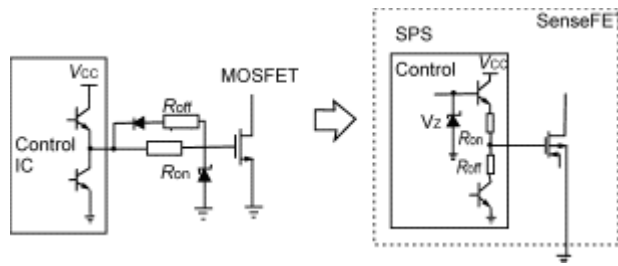 Vcc
Control
IC
Roff
Ron
MOSFET
SPS
SenseFET
Control
Vcc
Vz
Ron
Roff